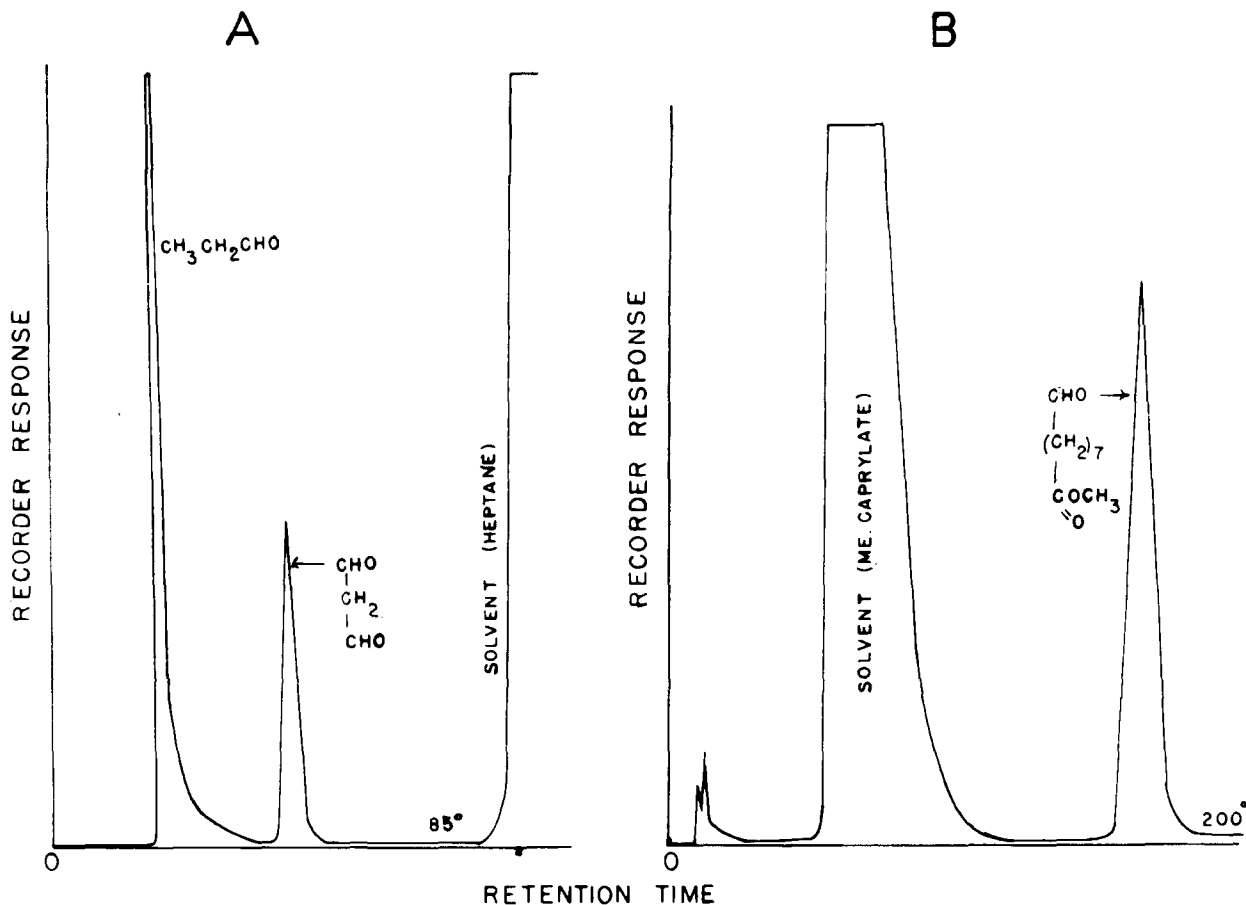 A
RECORDER RESPONSE
CH3CH2CHO
CHO
CH2
CHO
SOLVENT (HEPTANE)
85°
0
B
RECORDER RESPONSE
SOLVENT (ME. CAPRYLATE)
CHO
(CH2)7
COCH3
O
200°
0
RETENTION TIME